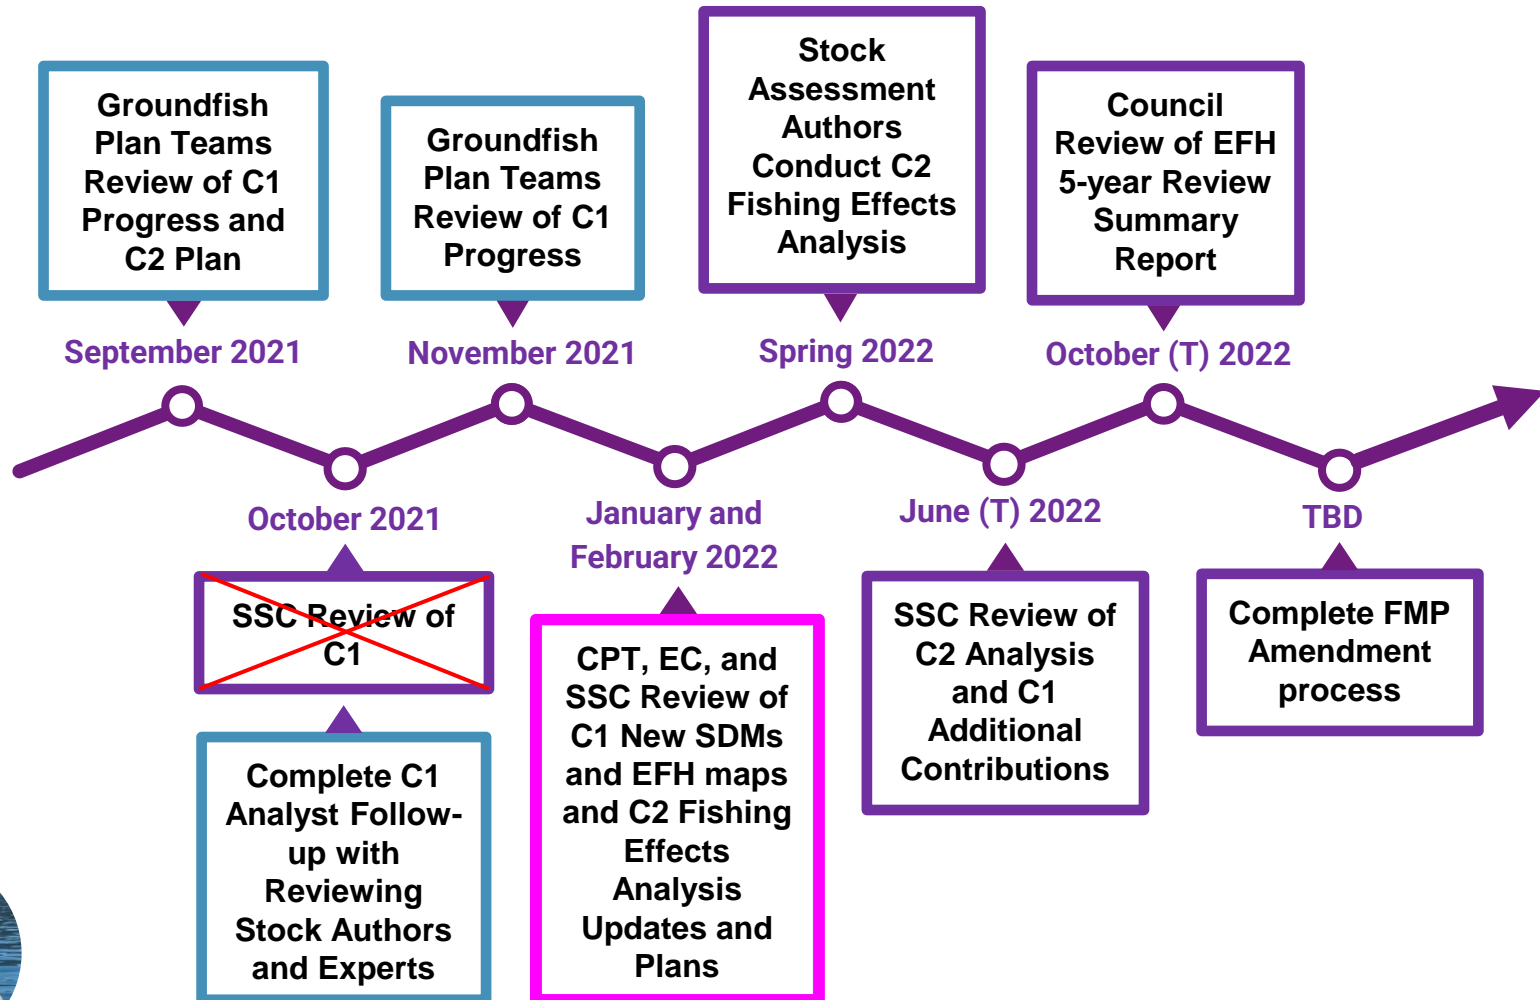 Groundfish
Plan Teams
Review of C1
Progress and
C2 Plan
Groundfish
Plan Teams
Review of C1
Progress
Stock
Assessment
Authors
Conduct C2
Fishing Effects
Analysis
Council
Review of EFH
5-year Review
Summary
Report
September 2021
November 2021
Spring 2022
October (T) 2022
October 2021
January and
February 2022
June (T) 2022
TBD
SSC Review of
C1
Complete C1
Analyst Follow-
up with
Reviewing
Stock Authors
and Experts
CPT, EC, and
SSC Review of
C1 New SDMs
and EFH maps
and C2 Fishing
Effects
Analysis
Updates and
Plans
SSC Review of
C2 Analysis
and C1
Additional
Contributions
Complete FMP
Amendment
process